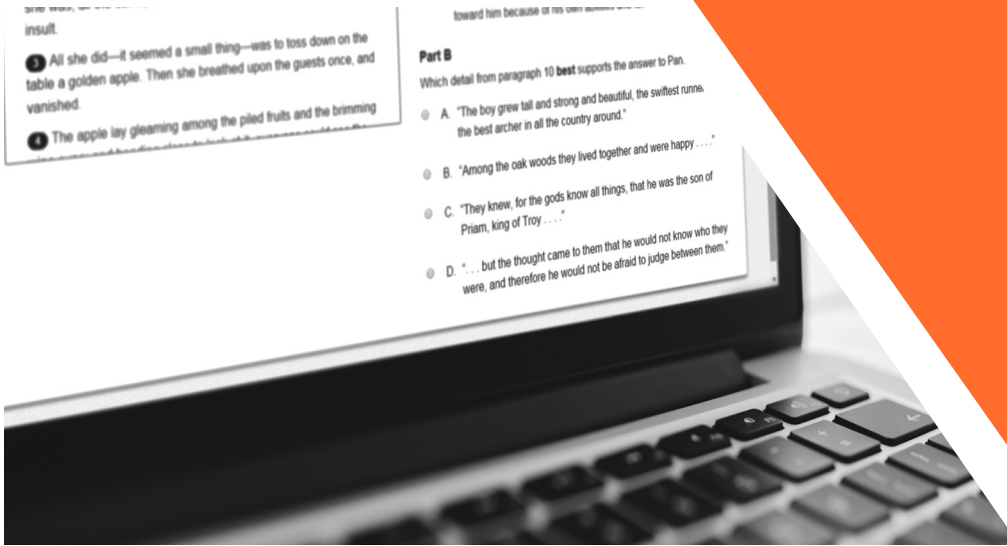 insult.
3 All she did—it seemed a small thing—was to toss down on the
table a golden apple. Then she breathed upon the guests once, and
vanished.
4 The apple lay gleaming among the piled fruits and the brimming
toward him because of his own
Part B
Which detail from paragraph 10 best supports the answer to Pan.
A. "The boy grew tall and strong and beautiful, the swiftest runne
the best archer in all the country around."
B. "Among the oak woods they lived together and were happy . . . ."
C. "They knew, for the gods know all things, that he was the son of
Priam, king of Troy . . . ."
D. ". . . but the thought came to them that he would not know who they
were, and therefore he would not be afraid to judge between them."